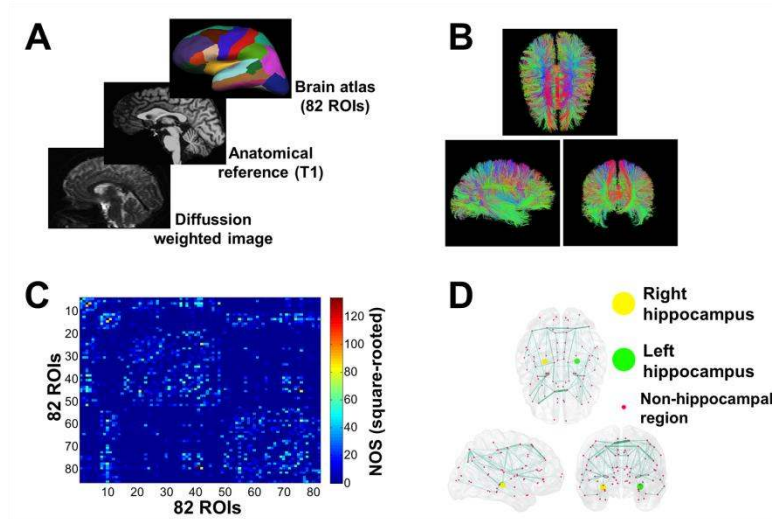 A
Brain atlas
(82 ROIs)
Anatomical
reference (T1)
Diffussion
weighted image
B
C
10
20
30
40
50
60
70
80
82 ROIs
10 20 30 40 50 60 70 80
82 ROIs
120
100
80
60
40
20
0
NOS (square-rooted)
D
Right
hippocampus
Left
hippocampus
Non-hippocampal
region